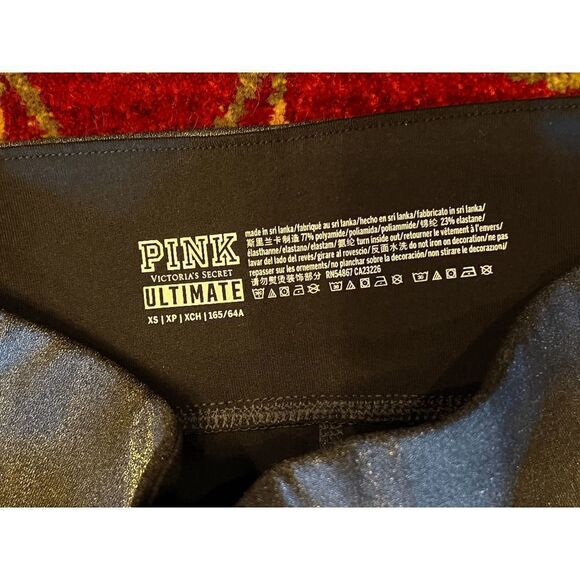 PINK
VICTORIA'S SECRET
ULTIMATE
XS | XP | XCH | 165/64A
made in sri lanka/fabriqué au sri lanka/hecho en sri lanka/fabbricato in sri lanka/
斯里兰卡制造 77% polyamide/poliamida/poliammide/锦纶 23% elastane/
élasthanne/elastano/elastam/氨纶 turn inside out/retourner le vêtement à l'envers/
lavar del lado del revés/girare al rovescio/反面水洗 do not iron on decoration/ne pas
repasser sur les ornements/no planchar sobre la decoración/non stirare le decorazioni/
请勿熨烫装饰部分 RN54867 CA23226